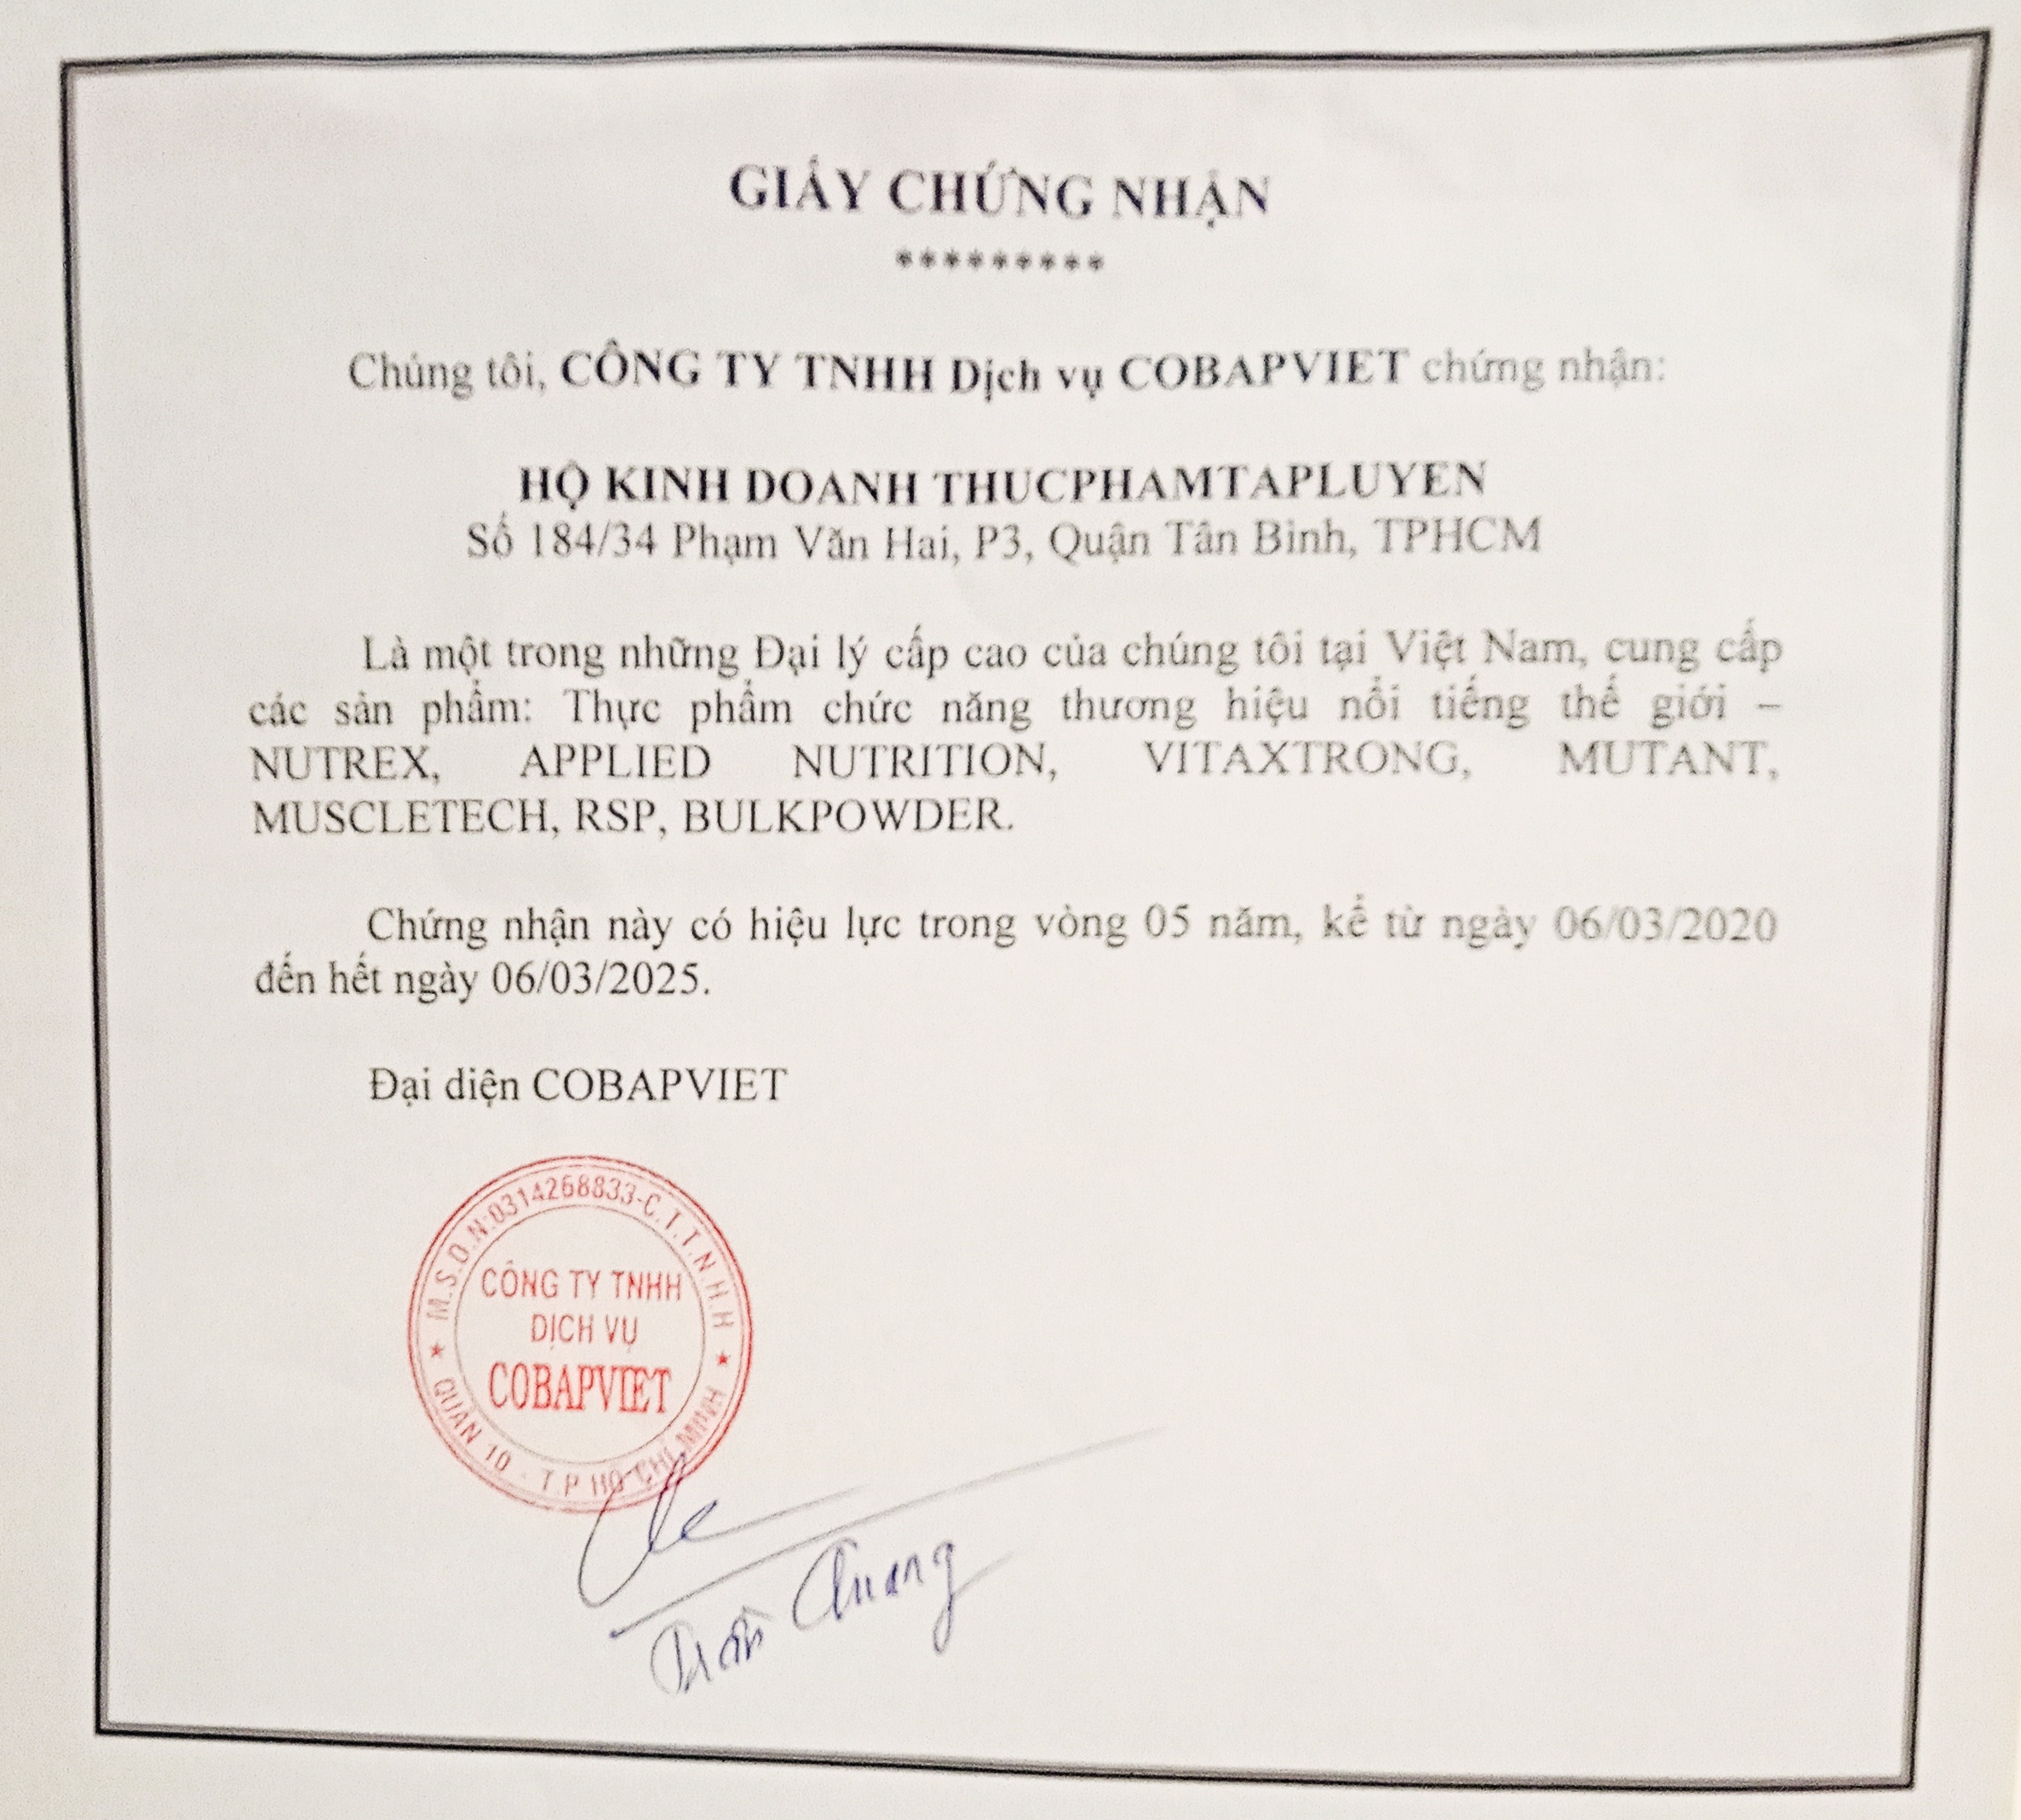 GIẤY CHỨNG NHẬN
*********
Chúng tôi, CÔNG TY TNHH Dịch vụ COBAPVIET chứng nhận:
HỘ KINH DOANH THUCPHAMTAPLUYEN
Số 184/34 Phạm Văn Hai, P3, Quận Tân Bình, TPHCM
Là một trong những Đại lý cấp cao của chúng tôi tại Việt Nam, cung cấp
các sản phẩm: Thực phẩm chức năng thương hiệu nổi tiếng thế giới –
NUTREX, APPLIED NUTRITION, VITAXTRONG, MUTANT,
MUSCLETECH, RSP, BULKPOWDER.
Chứng nhận này có hiệu lực trong vòng 05 năm, kể từ ngày 06/03/2020
đến hết ngày 06/03/2025.
Đại diện COBAPVIET
M.S.D.N:0314268833-C.T.T.N.H.H
CÔNG TY TNHH
DỊCH VỤ
COBAPVIET
QUẬN 10 - T P HỒ CHÍ MINH
Quang